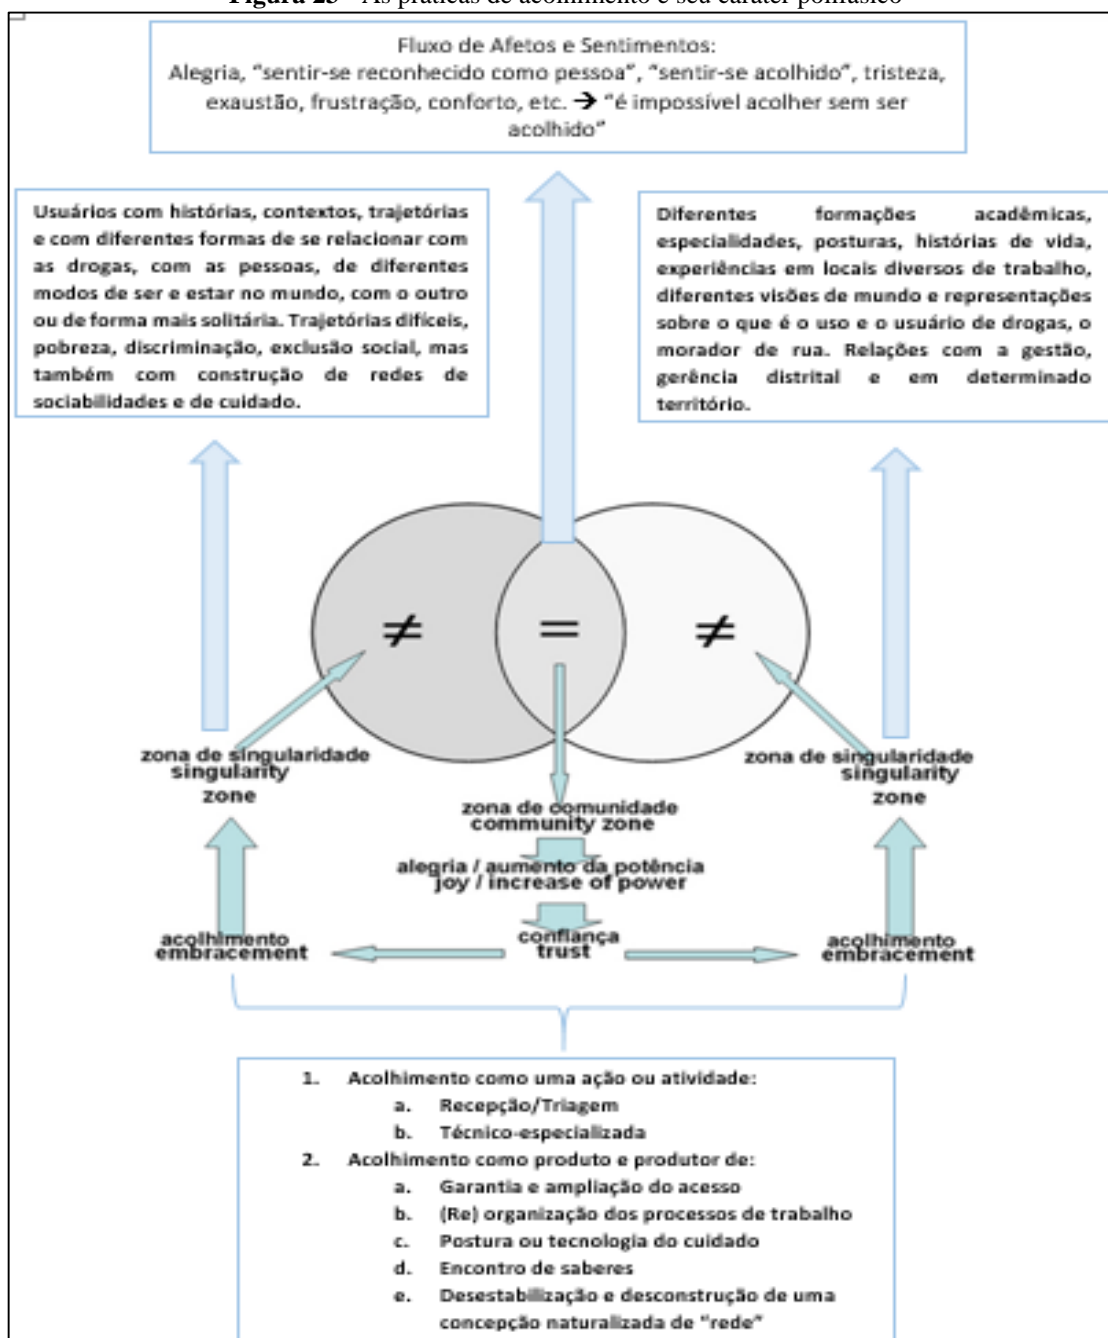 Figura 23 - As práticas de acolhimento e seu caráter polifásico
Fluxo de Afetos e Sentimentos:
Alegria, “sentir-se reconhecido como pessoa”, “sentir-se acolhido”, tristeza,
exaustão, frustração, conforto, etc. ➔ “é impossível acolher sem ser
acolhido”
Usuários com histórias, contextos, trajetórias
e com diferentes formas de se relacionar com
as drogas, com as pessoas, de diferentes
modos de ser e estar no mundo, com o outro
ou de forma mais solitária. Trajetórias difíceis,
pobreza, discriminação, exclusão social, mas
também com construção de redes de
sociabilidades e de cuidado.
Diferentes formações acadêmicas,
especialidades, posturas, histórias de vida,
experiências em locais diversos de trabalho,
diferentes visões de mundo e representações
sobre o que é o uso e o usuário de drogas, o
morador de rua. Relações com a gestão,
gerência distrital e em determinado
território.
≠ = ≠
zona de singularidade
singularity
zone
zona de comunidade
community zone
zona de singularidade
singularity
zone
alegria / aumento da potência
joy / increase of power
acolhimento
embracement
confiança
trust
acolhimento
embracement
1. Acolhimento como uma ação ou atividade:
a. Recepção/Triagem
b. Técnico-especializada
2. Acolhimento como produto e produtor de:
a. Garantia e ampliação do acesso
b. (Re) organização dos processos de trabalho
c. Postura ou tecnologia do cuidado
d. Encontro de saberes
e. Desestabilização e desconstrução de uma
concepção naturalizada de “rede”